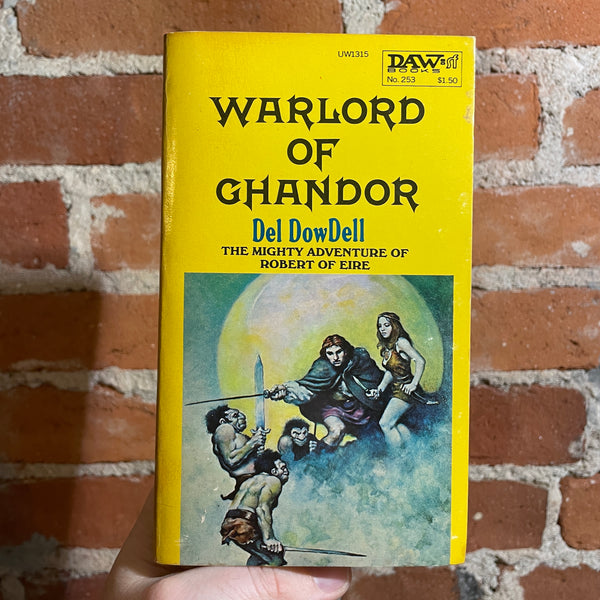 UW1315
DAW sf
BOOKS
No. 253 $1.50
WARLORD
OF
GHANDOR
Del DowDell
THE MIGHTY ADVENTURE OF
ROBERT OF EIRE